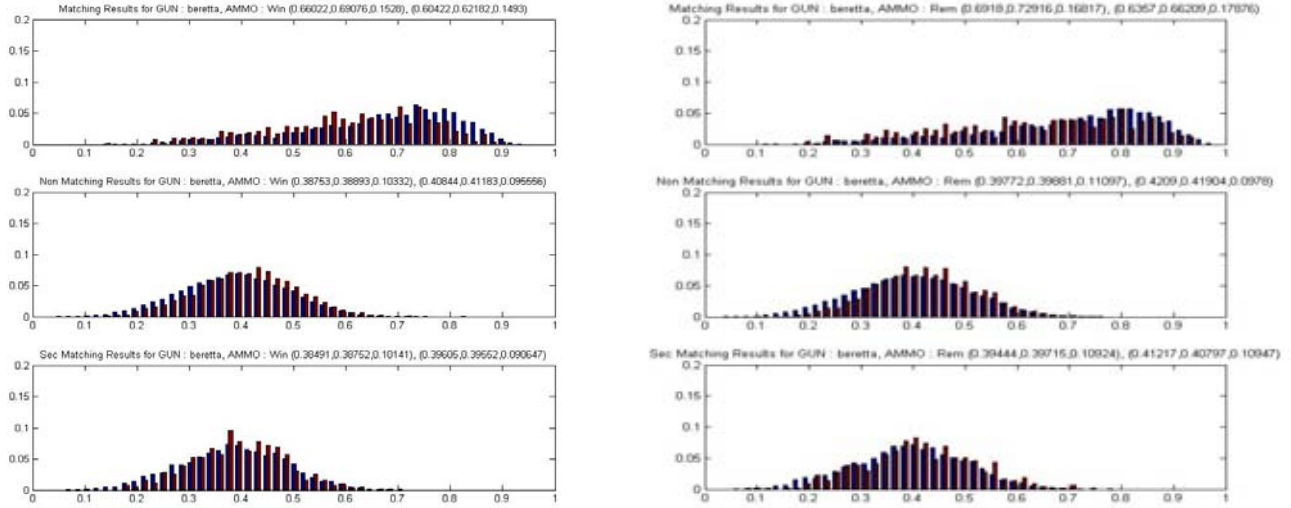 Matching Results for GUN : beretta, AMMO : Win (0.66022,0.69076,0.1528), (0.60422,0.62182,0.1493)
0.2
0.15
0.1
0.05
0
0 0.1 0.2 0.3 0.4 0.5 0.6 0.7 0.8 0.9 1
Non Matching Results for GUN : beretta, AMMO : Win (0.38753,0.38893,0.10332), (0.40844,0.41183,0.095556)
0.2
0.15
0.1
0.05
0
0 0.1 0.2 0.3 0.4 0.5 0.6 0.7 0.8 0.9 1
Sec Matching Results for GUN : beretta, AMMO : Win (0.38491,0.38752,0.10141), (0.39605,0.39552,0.090647)
0.2
0.15
0.1
0.05
0
0 0.1 0.2 0.3 0.4 0.5 0.6 0.7 0.8 0.9 1
Matching Results for GUN : beretta, AMMO : Rem (0.6918,0.72916,0.16817), (0.6357,0.66209,0.17876)
0.2
0.15
0.1
0.05
0
0 0.1 0.2 0.3 0.4 0.5 0.6 0.7 0.8 0.9 1
Non Matching Results for GUN : beretta, AMMO : Rem (0.39772,0.39881,0.11097), (0.4209,0.41904,0.0978)
0.2
0.15
0.1
0.05
0
0 0.1 0.2 0.3 0.4 0.5 0.6 0.7 0.8 0.9 1
Sec Matching Results for GUN : beretta, AMMO : Rem (0.39444,0.39715,0.10924), (0.41217,0.40797,0.10947)
0.2
0.15
0.1
0.05
0
0 0.1 0.2 0.3 0.4 0.5 0.6 0.7 0.8 0.9 1